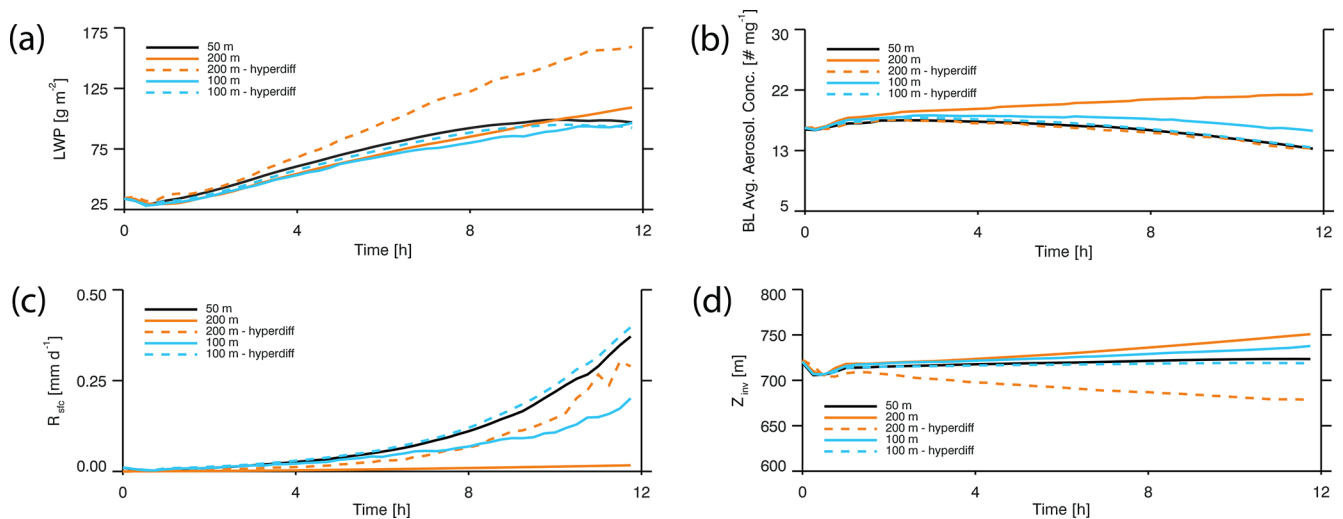 (a)
175
125
75
25
LWP [g m-2]
50 m
200 m
200 m - hyperdiff
100 m
100 m - hyperdiff
0
4
8
12
Time [h]
(b)
30
22
13
5
BL Avg. Aerosol. Conc. [# mg-1]
50 m
200 m
200 m - hyperdiff
100 m
100 m - hyperdiff
0
4
8
12
Time [h]
(c)
0.50
0.25
0.00
R sfc [mm d-1]
50 m
200 m
200 m - hyperdiff
100 m
100 m - hyperdiff
0
4
8
12
Time [h]
(d)
800
750
700
650
600
Zinv [m]
50 m
200 m
200 m - hyperdiff
100 m
100 m - hyperdiff
0
4
8
12
Time [h]